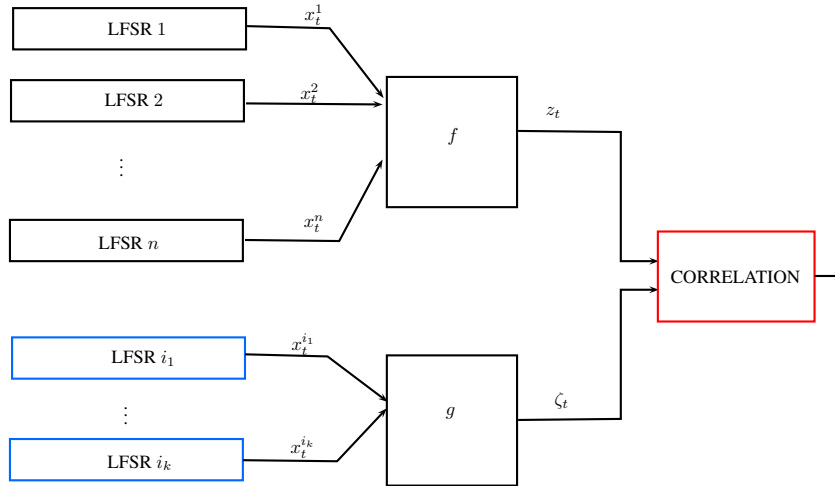 LFSR 1
$x_t^1$
LFSR 2
$x_t^2$
⋮
LFSR $n$
$x_t^n$
$f$
$z_t$
CORRELATION
LFSR $i_1$
$x_t^{i_1}$
⋮
LFSR $i_k$
$x_t^{i_k}$
$g$
$\zeta_t$